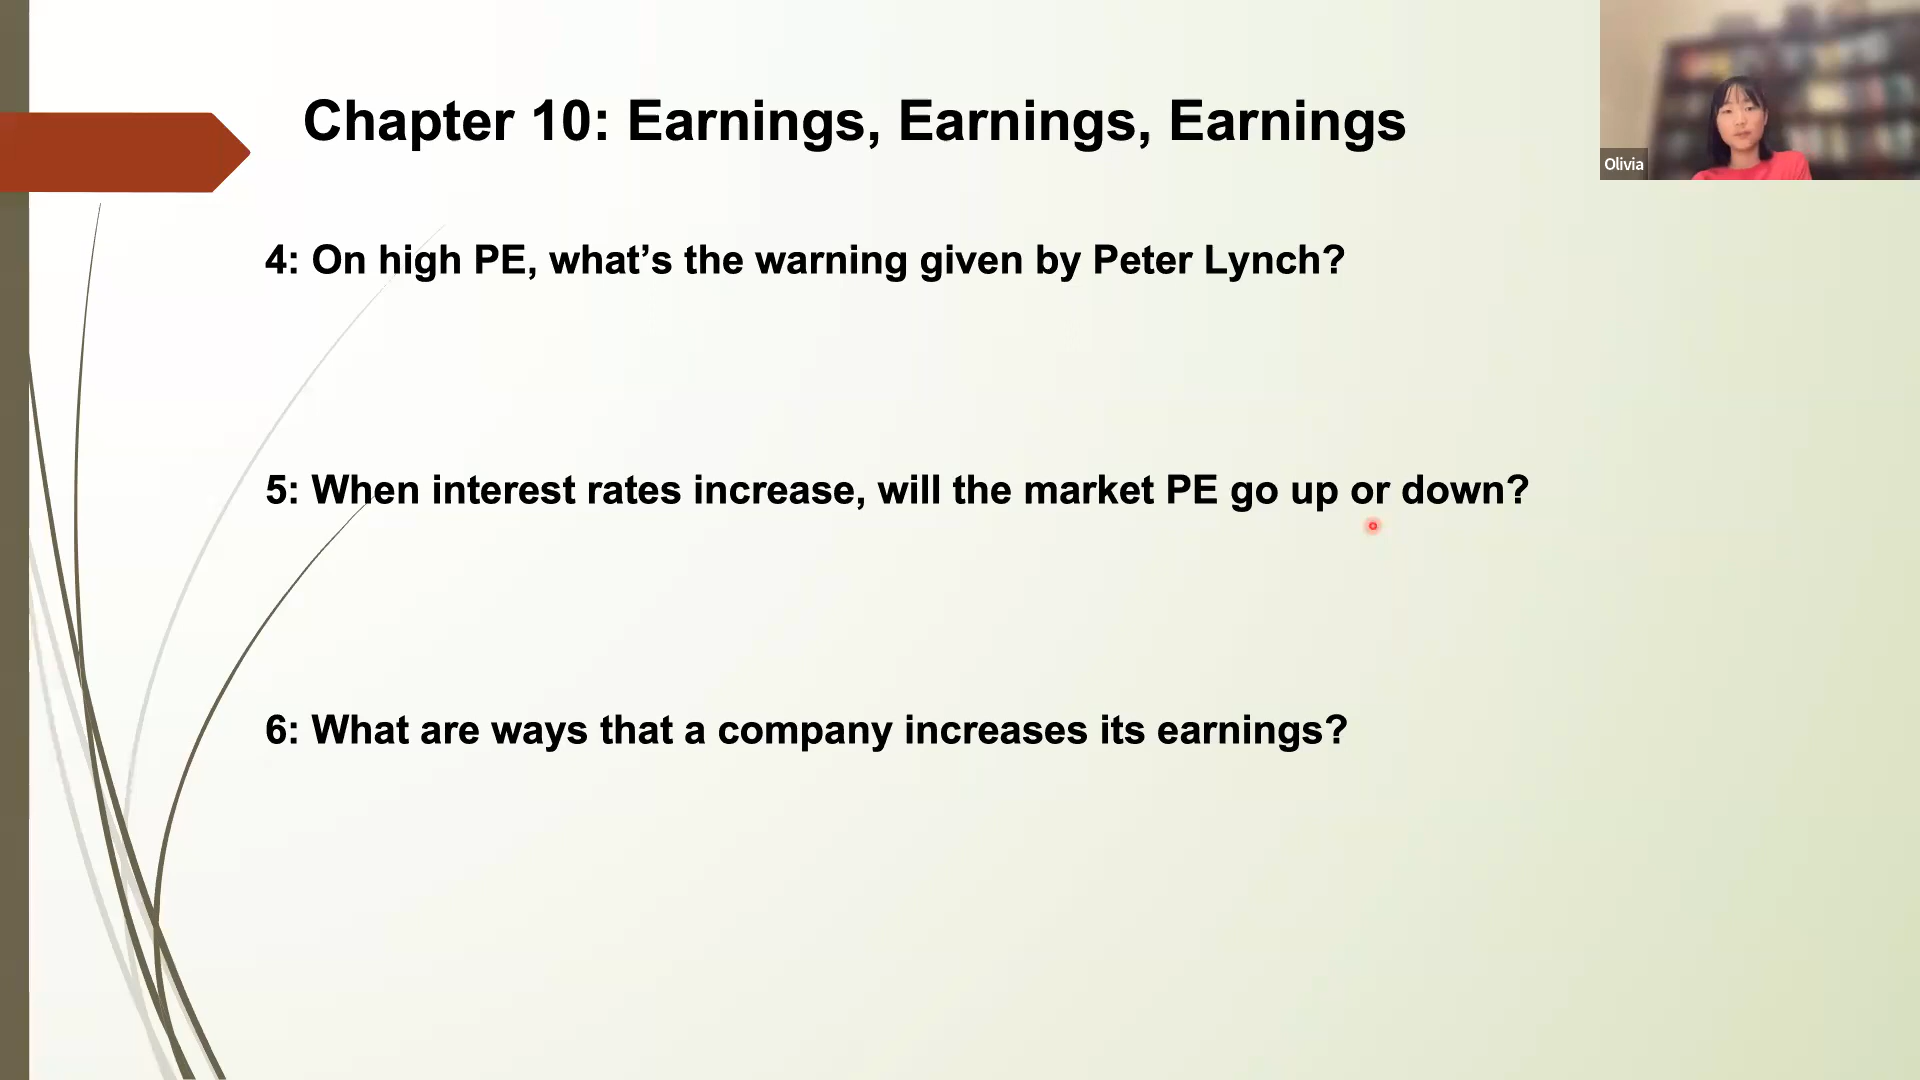 Chapter 10: Earnings, Earnings, Earnings
Olivia
4: On high PE, what’s the warning given by Peter Lynch?
5: When interest rates increase, will the market PE go up or down?
6: What are ways that a company increases its earnings?